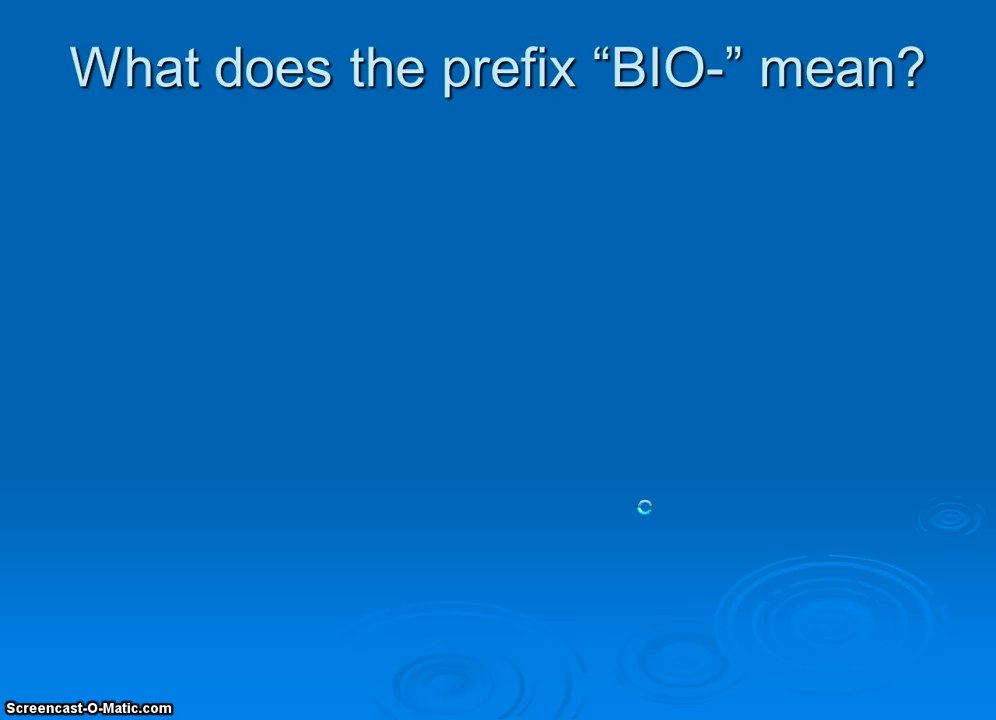 What does the prefix “BIO-” mean?
Screencast-O-Matic.com